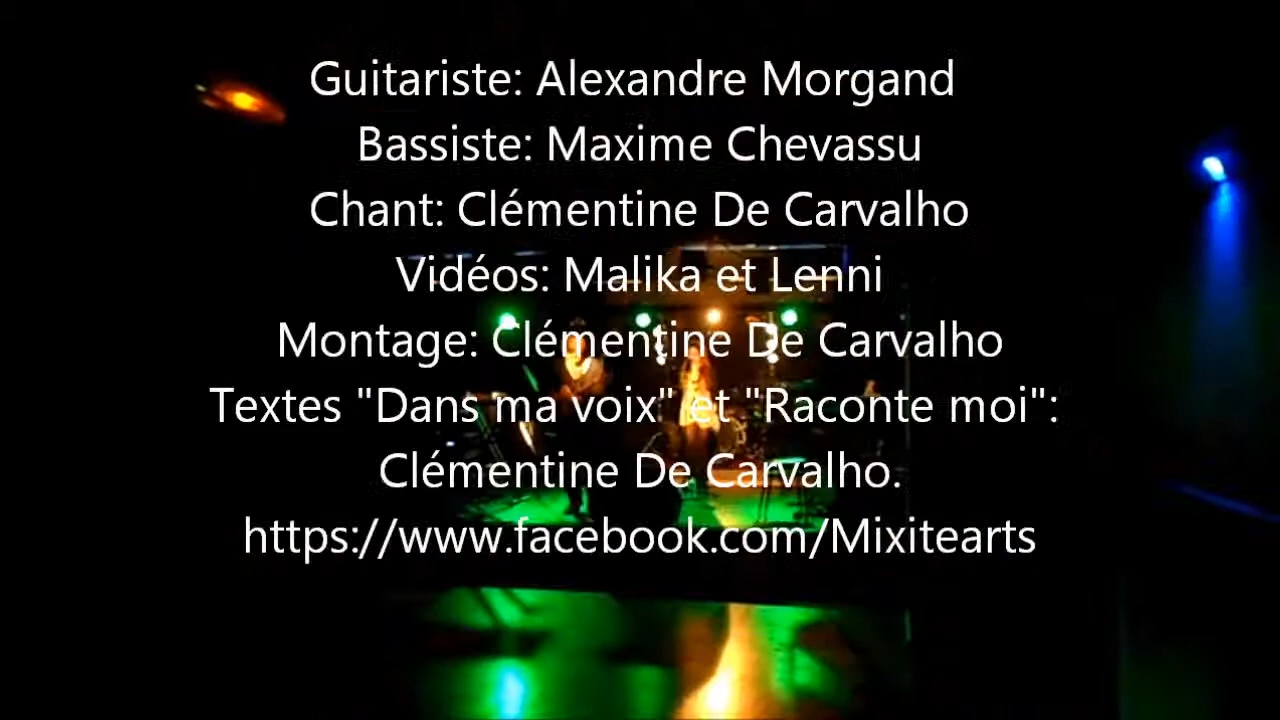 Guitariste: Alexandre Morgand
Bassiste: Maxime Chevassu
Chant: Clémentine De Carvalho
Vidéos: Malika et Lenni
Montage: Clémentine De Carvalho
Textes "Dans ma voix" et "Raconte moi":
Clémentine De Carvalho.
https://www.facebook.com/Mixitearts